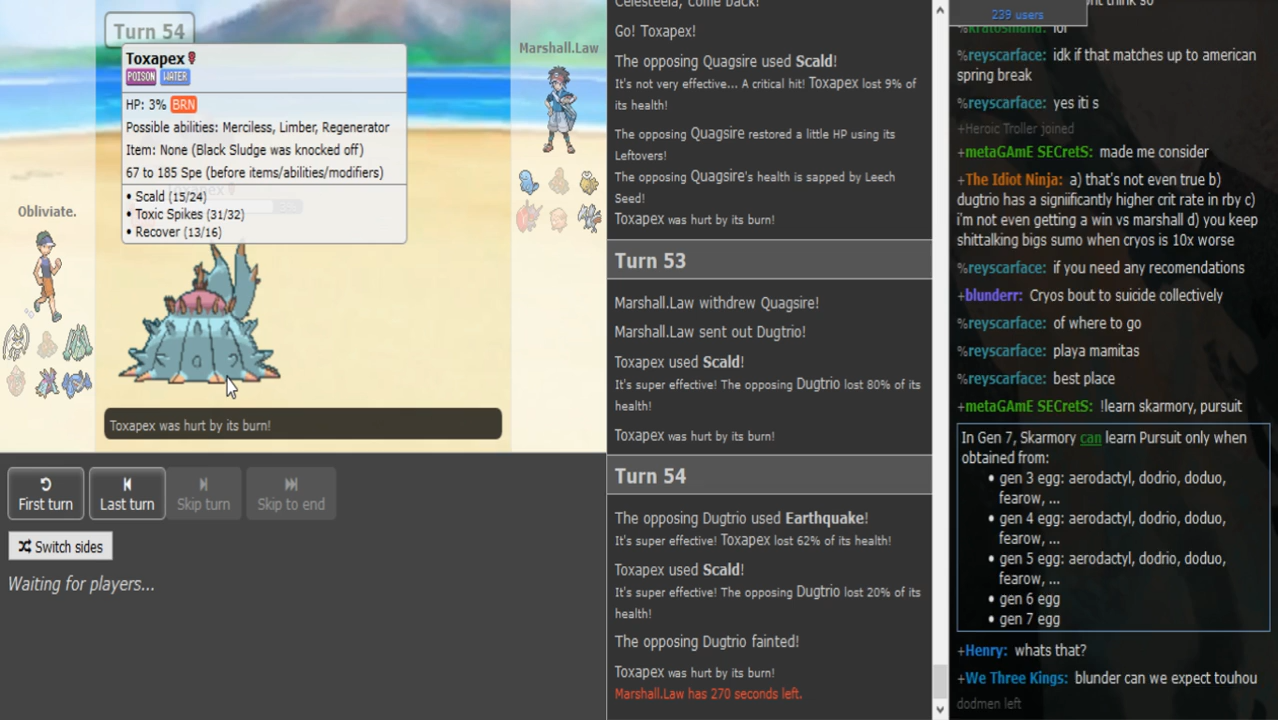 Turn 54
Toxapex
POISON WATER
HP: 3% BRN
Possible abilities: Merciless, Limber, Regenerator
Item: None (Black Sludge was knocked off)
67 to 185 Spe (before items/abilities/modifiers)
• Scald (15/24)
• Toxic Spikes (31/32)
• Recover (13/16)
Marshall.Law
Obliviate.
Toxapex was hurt by its burn!
First turn
Last turn
Skip turn
Skip to end
Switch sides
Waiting for players...
Celesteela, come back!
Go! Toxapex!
The opposing Quagsire used Scald!
It's not very effective... A critical hit! Toxapex lost 9% of
its health!
The opposing Quagsire restored a little HP using its
Leftovers!
The opposing Quagsire's health is sapped by Leech
Seed!
Toxapex was hurt by its burn!
Turn 53
Marshall.Law withdrew Quagsire!
Marshall.Law sent out Dugtrio!
Toxapex used Scald!
It's super effective! The opposing Dugtrio lost 80% of its
health!
Toxapex was hurt by its burn!
Turn 54
The opposing Dugtrio used Earthquake!
It's super effective! Toxapex lost 62% of its health!
Toxapex used Scald!
It's super effective! The opposing Dugtrio lost 20% of its
health!
The opposing Dugtrio fainted!
Toxapex was hurt by its burn!
Marshall.Law has 270 seconds left.
239 users
think so
%kratosmana: lol
%reyscarface: idk if that matches up to american
spring break
%reyscarface: yes iti s
+Heroic Troller joined
+metaGAmE SECretS: made me consider
+The Idiot Ninja: a) that's not even true b)
dugtrio has a signiifantly higher crit rate in rby c)
i'm not even getting a win vs marshall d) you keep
shittalking bigs sumo when cryos is 10x worse
%reyscarface: if you need any recomendations
+blunderr: Cryos bout to suicide collectively
%reyscarface: of where to go
%reyscarface: playa mamitas
%reyscarface: best place
+metaGAmE SECretS: !learn skarmory, pursuit
In Gen 7, Skarmory can learn Pursuit only when
obtained from:
• gen 3 egg: aerodactyl, dodrio, doduo,
fearow, ...
• gen 4 egg: aerodactyl, dodrio, doduo,
fearow, ...
• gen 5 egg: aerodactyl, dodrio, doduo,
fearow, ...
• gen 6 egg
• gen 7 egg
+Henry: whats that?
+We Three Kings: blunder can we expect touhou
dodmen left